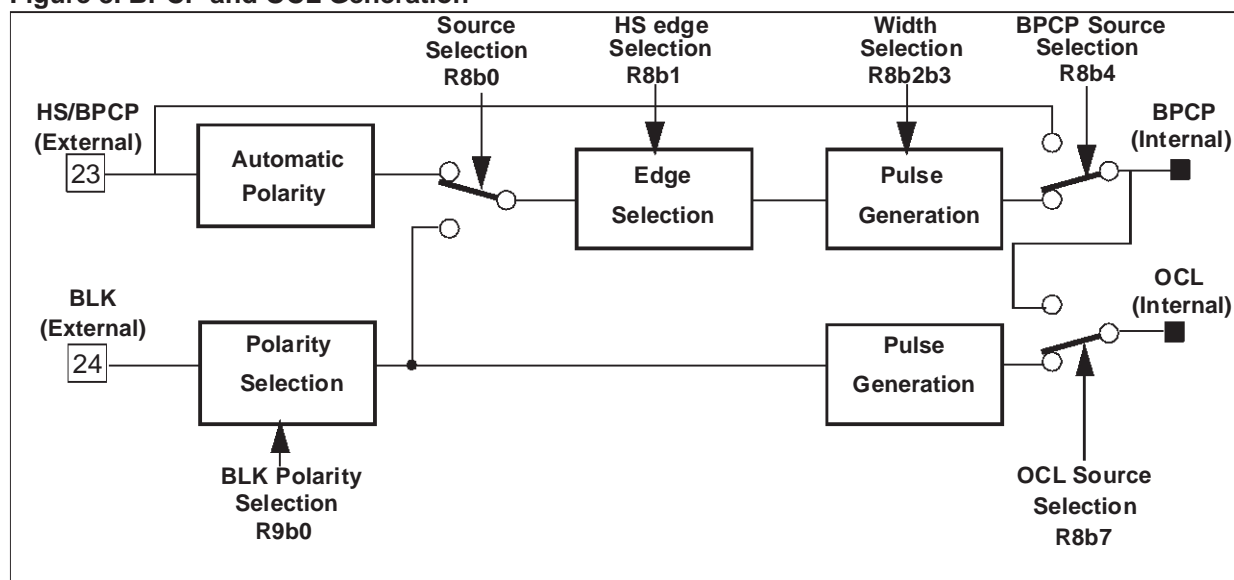 Source
Selection
R8b0
HS edge
Selection
R8b1
Width
Selection
R8b2b3
BPCP Source
Selection
R8b4
HS/BPCP
(External)
23
Automatic
Polarity
Edge
Selection
Pulse
Generation
BPCP
(Internal)
BLK
(External)
24
Polarity
Selection
Pulse
Generation
OCL
(Internal)
BLK Polarity
Selection
R9b0
OCL Source
Selection
R8b7